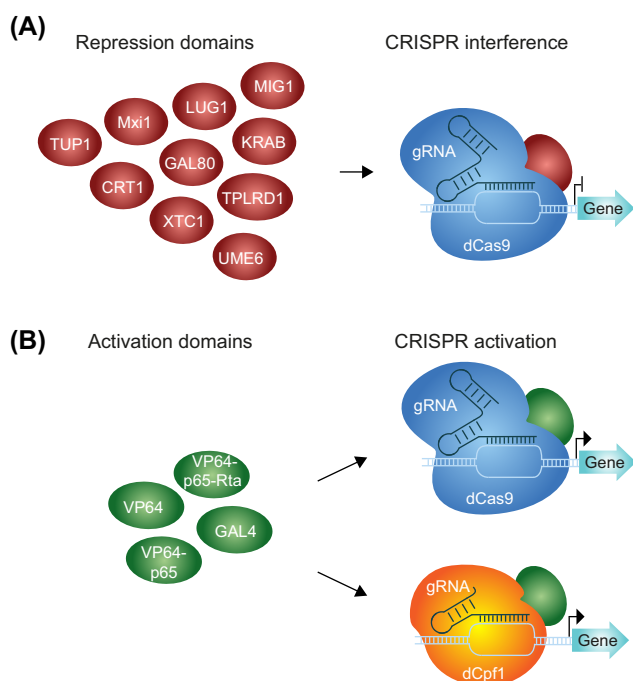 (A)
Repression domains
CRISPR interference
MIG1
LUG1
Mxi1
TUP1
KRAB
GAL80
CRT1
TPLRD1
XTC1
UME6
gRNA
dCas9
Gene
(B)
Activation domains
CRISPR activation
VP64-
p65-Rta
VP64
GAL4
VP64-
p65
gRNA
dCas9
Gene
gRNA
dCpf1
Gene